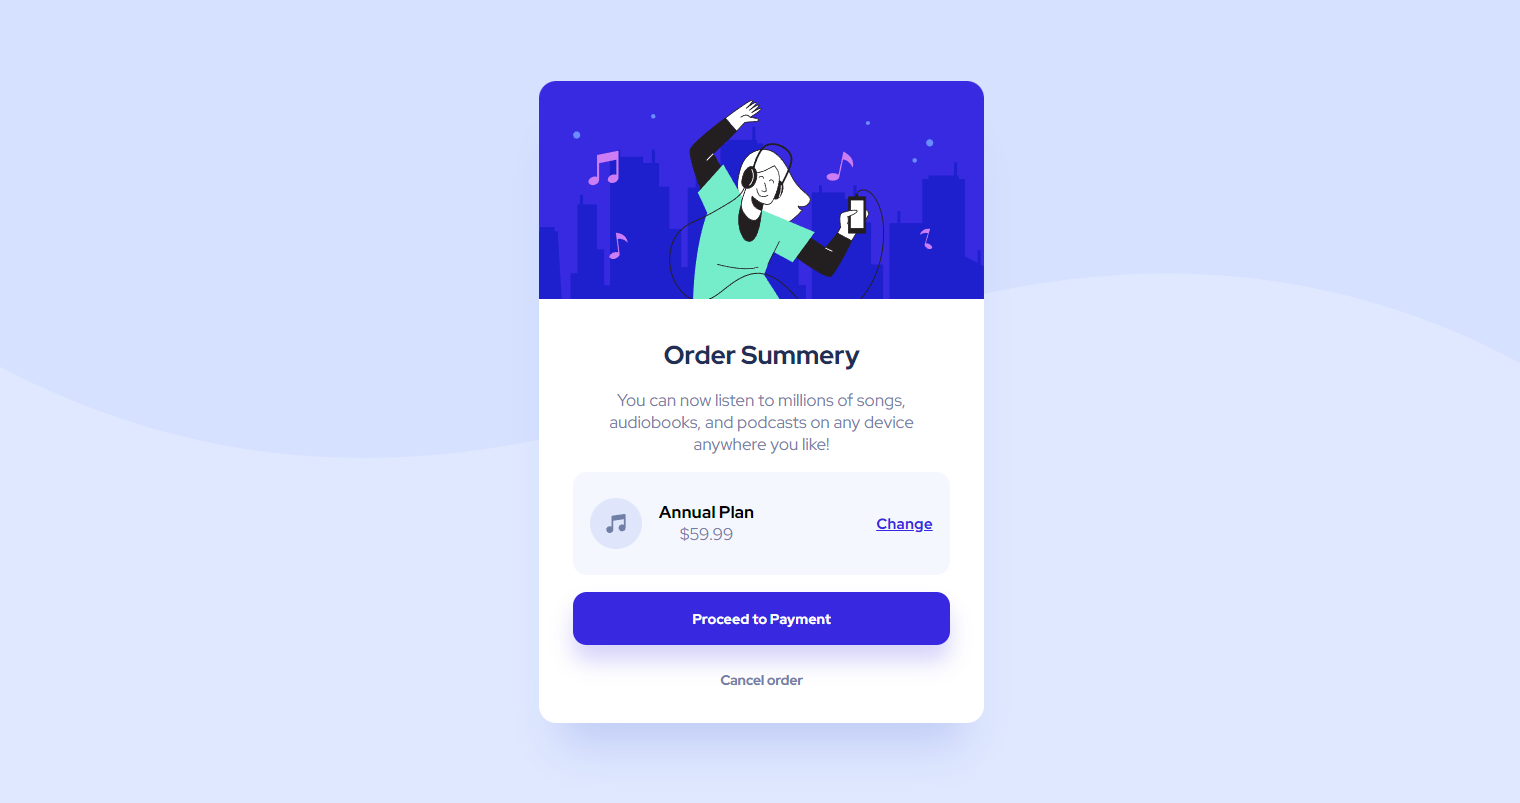 Order Summery
You can now listen to millions of songs,
audiobooks, and podcasts on any device
anywhere you like!
Annual Plan
$59.99
Change
Proceed to Payment
Cancel order